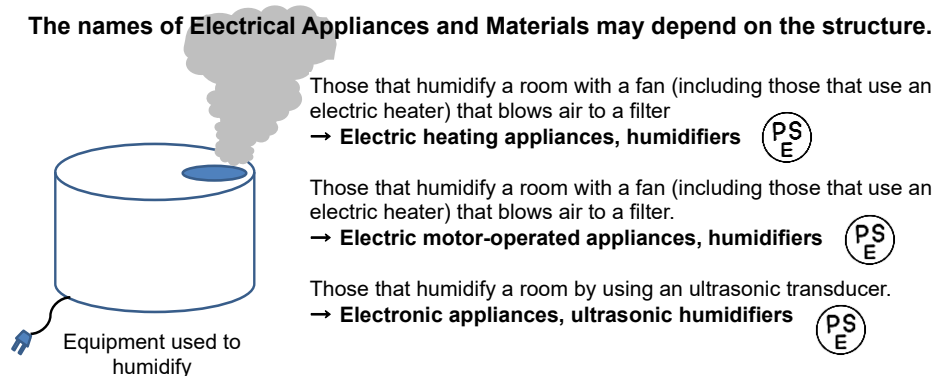 The names of Electrical Appliances and Materials may depend on the structure.
Those that humidify a room with a fan (including those that use an
electric heater) that blows air to a filter
→ Electric heating appliances, humidifiers
PS
E
Those that humidify a room with a fan (including those that use an
electric heater) that blows air to a filter.
→ Electric motor-operated appliances, humidifiers
PS
E
Those that humidify a room by using an ultrasonic transducer.
→ Electronic appliances, ultrasonic humidifiers
PS
E
Equipment used to
humidify